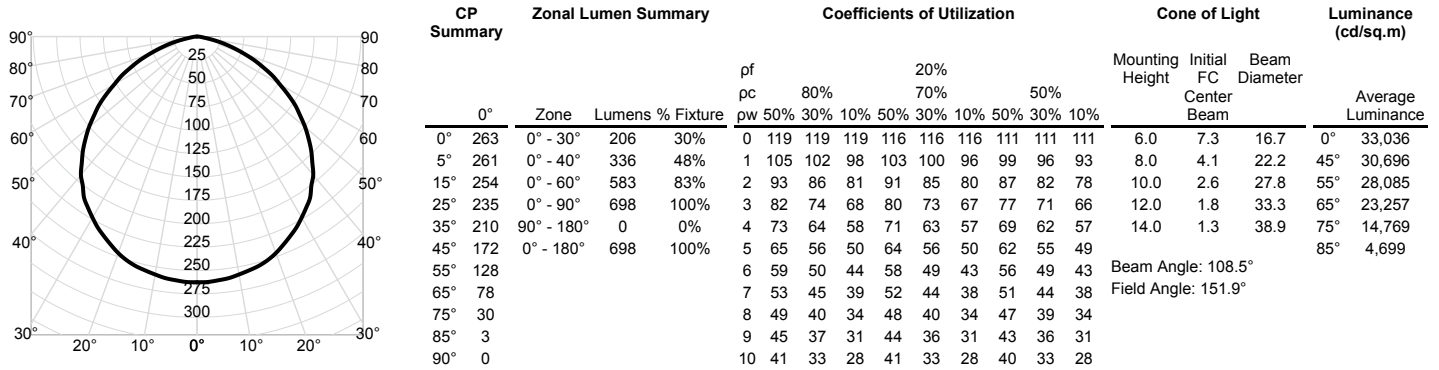 90° 90
80° 80
70° 70
60° 60°
50° 50°
40° 40°
30° 20° 10° 0° 10° 20° 30°
25
50
75
100
125
150
175
200
225
250
275
300
CP Summary
0°
0° 263
5° 261
15° 254
25° 235
35° 210
45° 172
55° 128
65° 78
75° 30
85° 3
90° 0
Zonal Lumen Summary
Zone Lumens % Fixture
0° - 30° 206 30%
0° - 40° 336 48%
0° - 60° 583 83%
0° - 90° 698 100%
90° - 180° 0 0%
0° - 180° 698 100%
Coefficients of Utilization
ρf 20%
ρc 80% 70% 50%
ρw 50% 30% 10% 50% 30% 10% 50% 30% 10%
0 119 119 119 116 116 116 111 111 111
1 105 102 98 103 100 96 99 96 93
2 93 86 81 91 85 80 87 82 78
3 82 74 68 80 73 67 77 71 66
4 73 64 58 71 63 57 69 62 57
5 65 56 50 64 56 50 62 55 49
6 59 50 44 58 49 43 56 49 43
7 53 45 39 52 44 38 51 44 38
8 49 40 34 48 40 34 47 39 34
9 45 37 31 44 36 31 43 36 31
10 41 33 28 41 33 28 40 33 28
Cone of Light
Mounting Height Initial FC Center Beam Beam Diameter
6.0 7.3 16.7
8.0 4.1 22.2
10.0 2.6 27.8
12.0 1.8 33.3
14.0 1.3 38.9
Beam Angle: 108.5°
Field Angle: 151.9°
Luminance
(cd/sq.m)
Average
Luminance
0° 33,036
45° 30,696
55° 28,085
65° 23,257
75° 14,769
85° 4,699